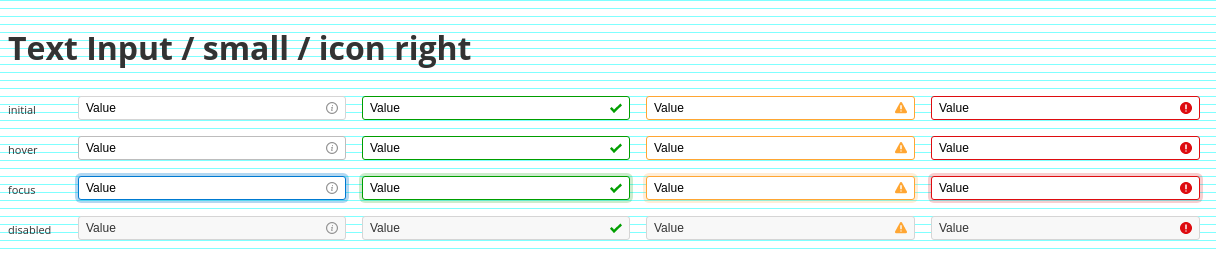 Text Input / small / icon right
initial Value Value Value Value
hover Value Value Value Value
focus Value Value Value Value
disabled Value Value Value Value